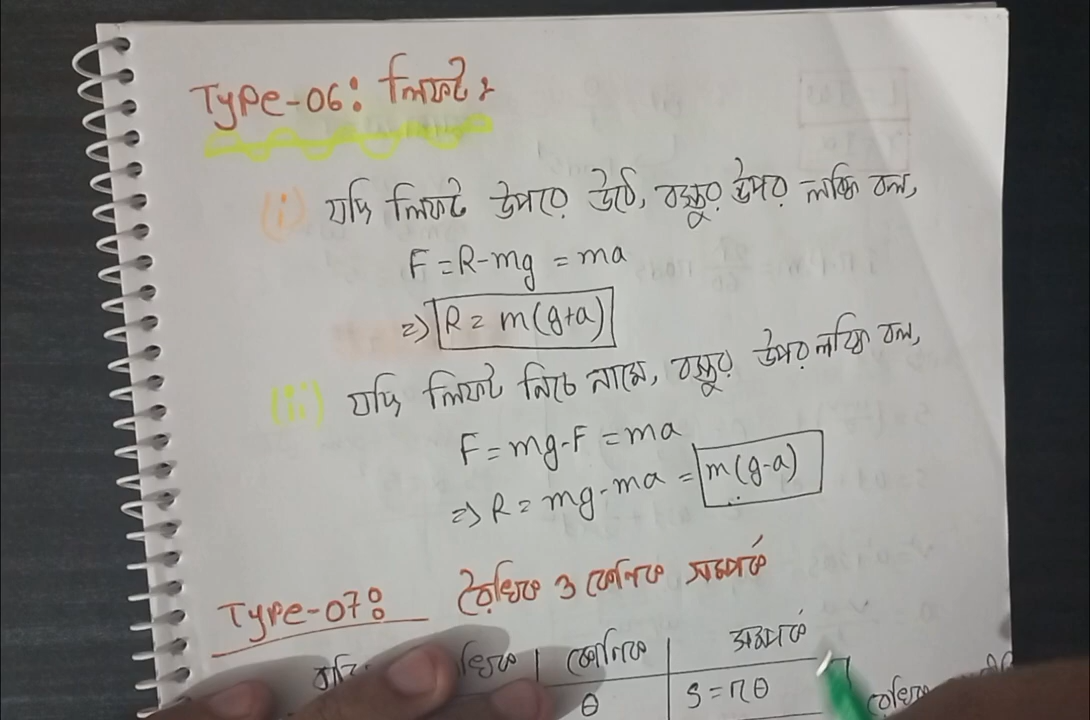 Type-06: লিফট :
(i) যদি লিফট উপরে উঠে, বস্তুর উপর লব্ধি বল,
F = R-mg = ma
=> R = m(g+a)
(ii) যদি লিফট নিচে নামে, বস্তুর উপর লব্ধি বল,
F = mg-F = ma
=> R = mg-ma = m(g-a)
Type-07: রৈখিক ও কৌনিক সম্পর্ক
কৌনিক সম্পর্ক
θ S = rθ